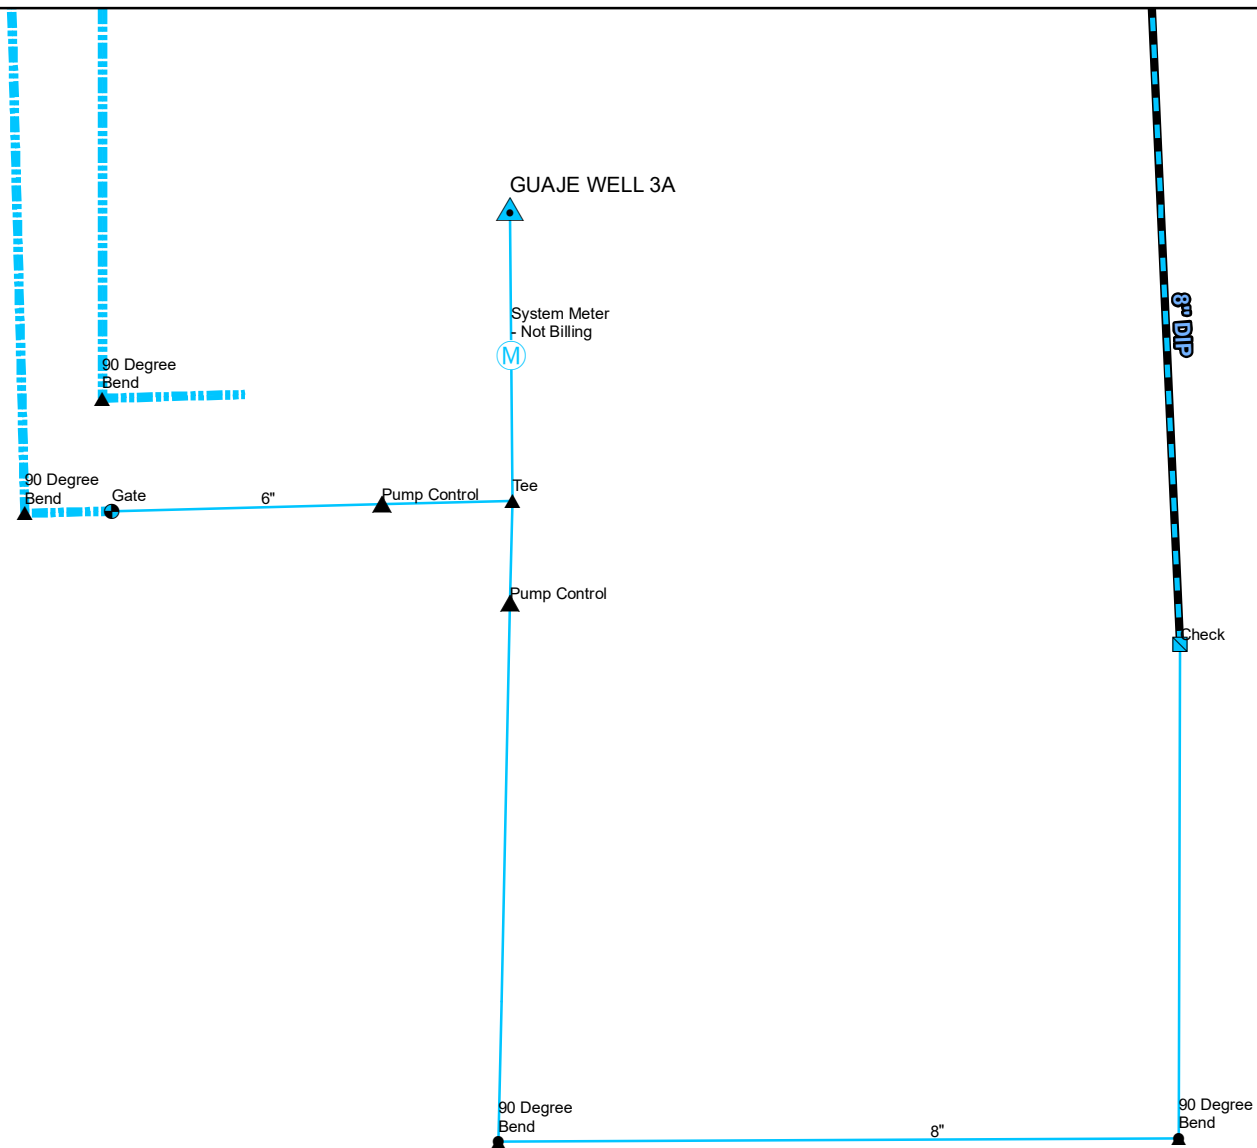 GUAJE WELL 3A
System Meter
- Not Billing
M
8" DIP
90 Degree
Bend
90 Degree
Bend
Gate
6"
Pump Control
Tee
Pump Control
Check
90 Degree
Bend
8"
90 Degree
Bend